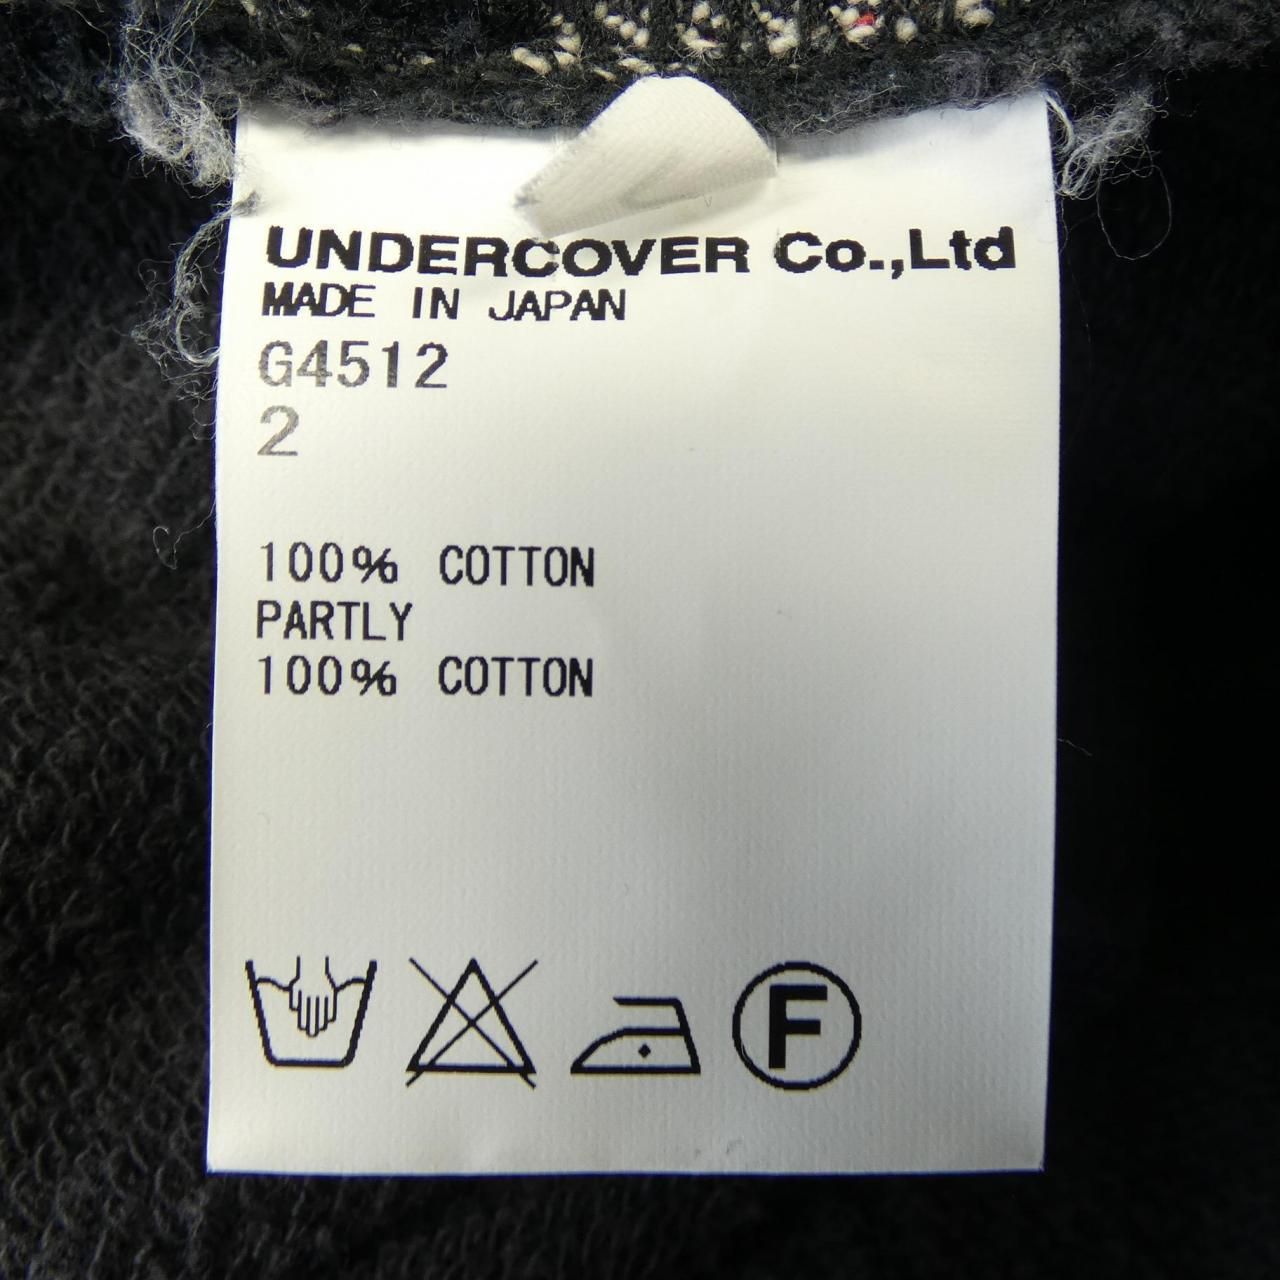 UNDERCOVER Co.,Ltd
MADE IN JAPAN
G4512
2
100% COTTON
PARTLY
100% COTTON
F